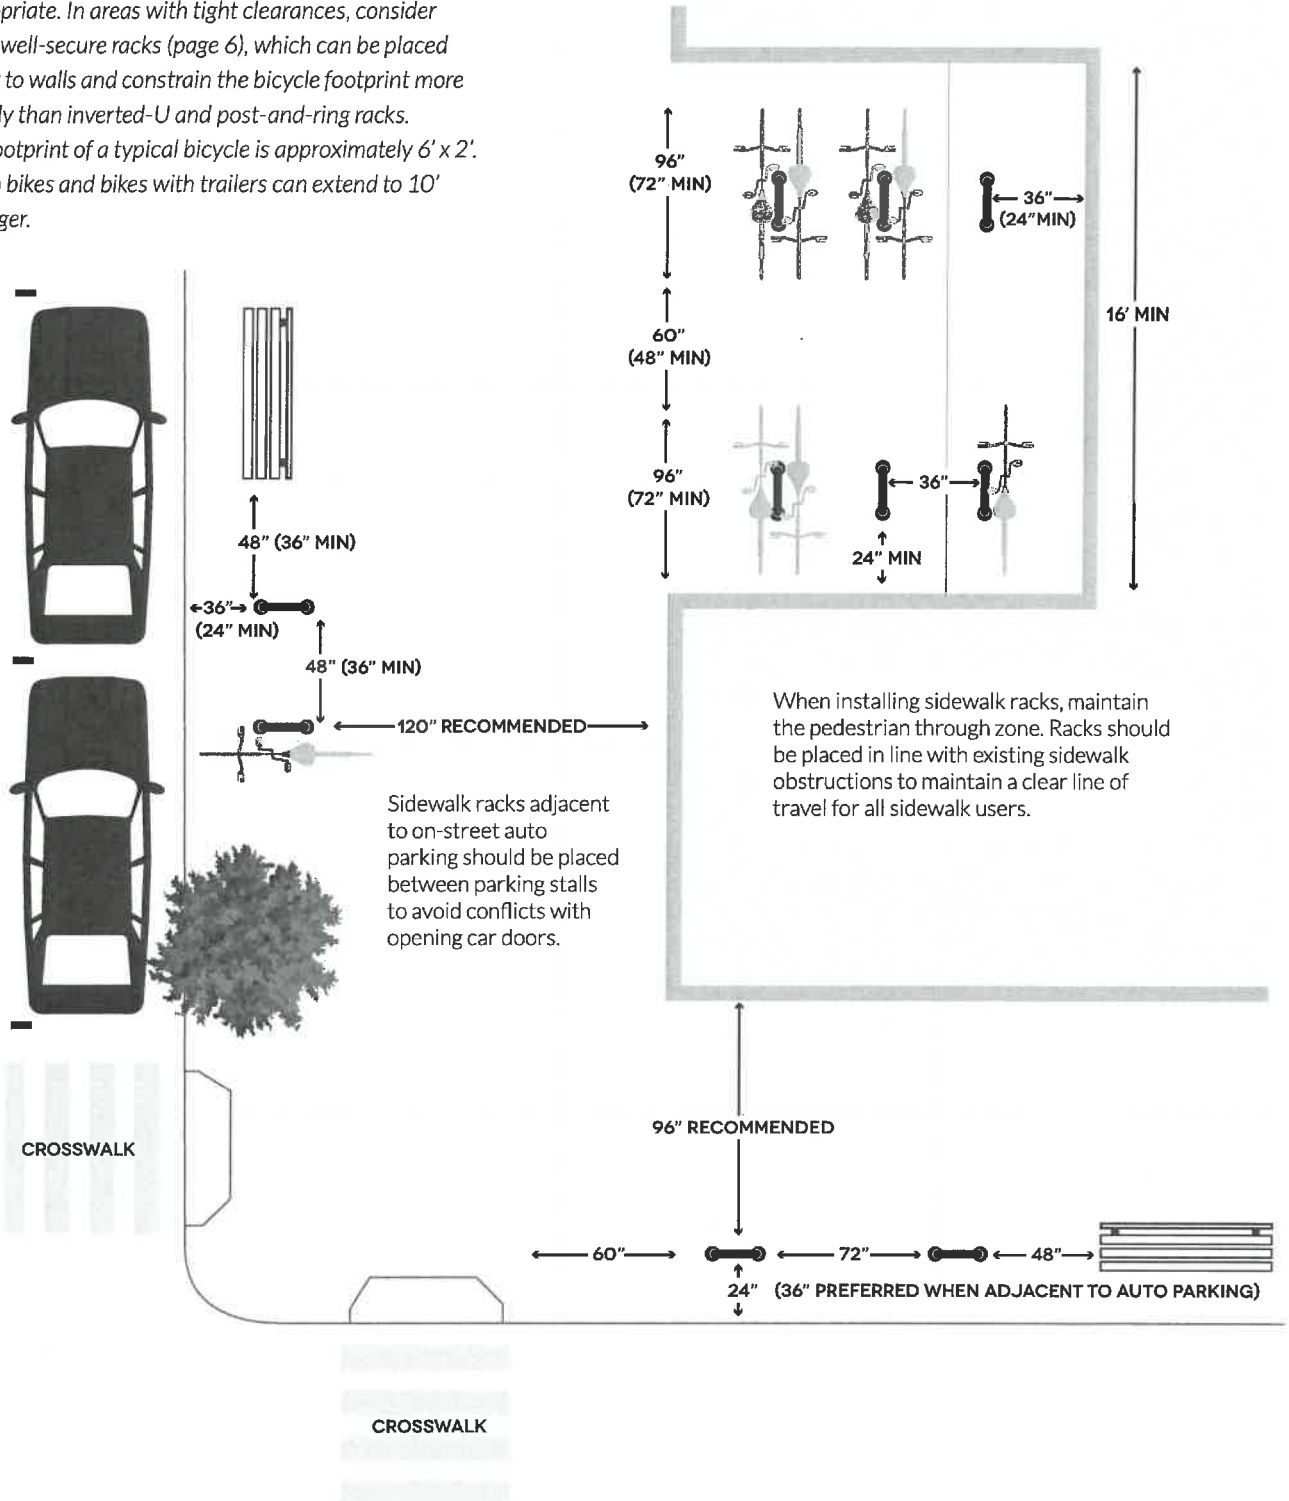 priate. In areas with tight clearances, consider
well-secure racks (page 6), which can be placed
to walls and constrain the bicycle footprint more
than inverted-U and post-and-ring racks.
footprint of a typical bicycle is approximately 6' x 2'.
bikes and bikes with trailers can extend to 10'
ger.
96"
(72" MIN)
36"
(24"MIN)
16' MIN
60"
(48" MIN)
96"
(72" MIN)
36"
24" MIN
48" (36" MIN)
36"
(24" MIN)
48" (36" MIN)
120" RECOMMENDED
When installing sidewalk racks, maintain
the pedestrian through zone. Racks should
be placed in line with existing sidewalk
obstructions to maintain a clear line of
travel for all sidewalk users.
Sidewalk racks adjacent
to on-street auto
parking should be placed
between parking stalls
to avoid conflicts with
opening car doors.
96" RECOMMENDED
CROSSWALK
60"
72"
48"
24" (36" PREFERRED WHEN ADJACENT TO AUTO PARKING)
CROSSWALK